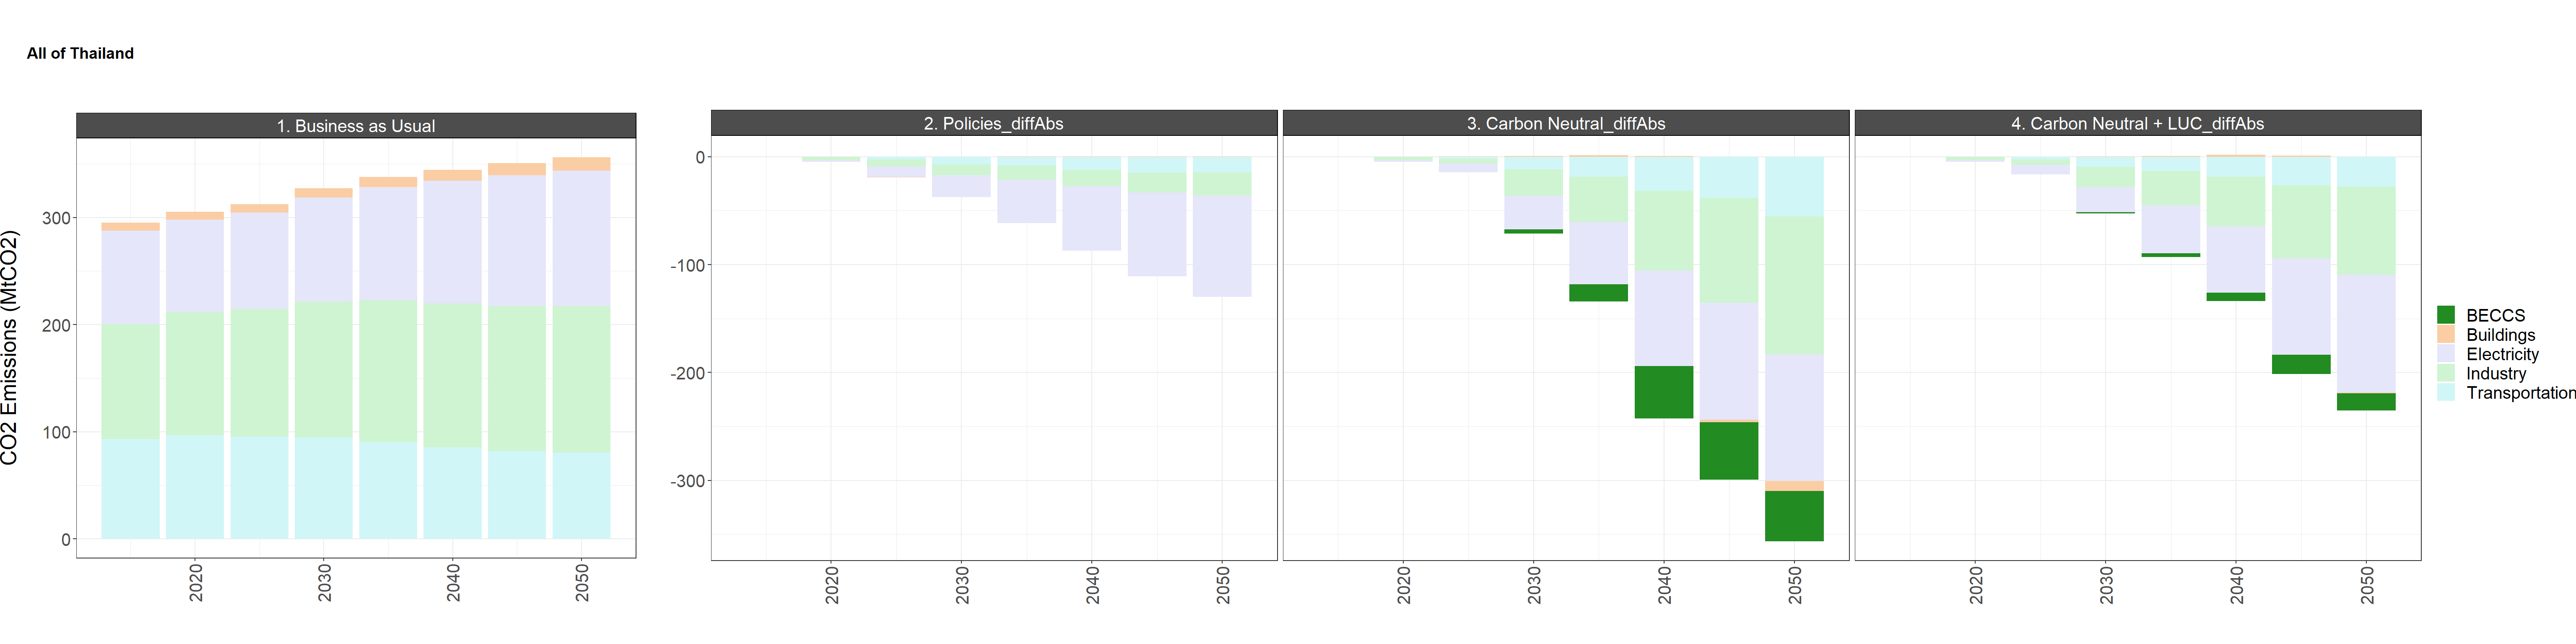 All of Thailand
CO2 Emissions (MtCO2)
1. Business as Usual
300
200
100
0
2020
2030
2040
2050
2. Policies_diffAbs
3. Carbon Neutral_diffAbs
4. Carbon Neutral + LUC_diffAbs
0
-100
-200
-300
2020
2030
2040
2050
2020
2030
2040
2050
2020
2030
2040
2050
BECCS
Buildings
Electricity
Industry
Transportation